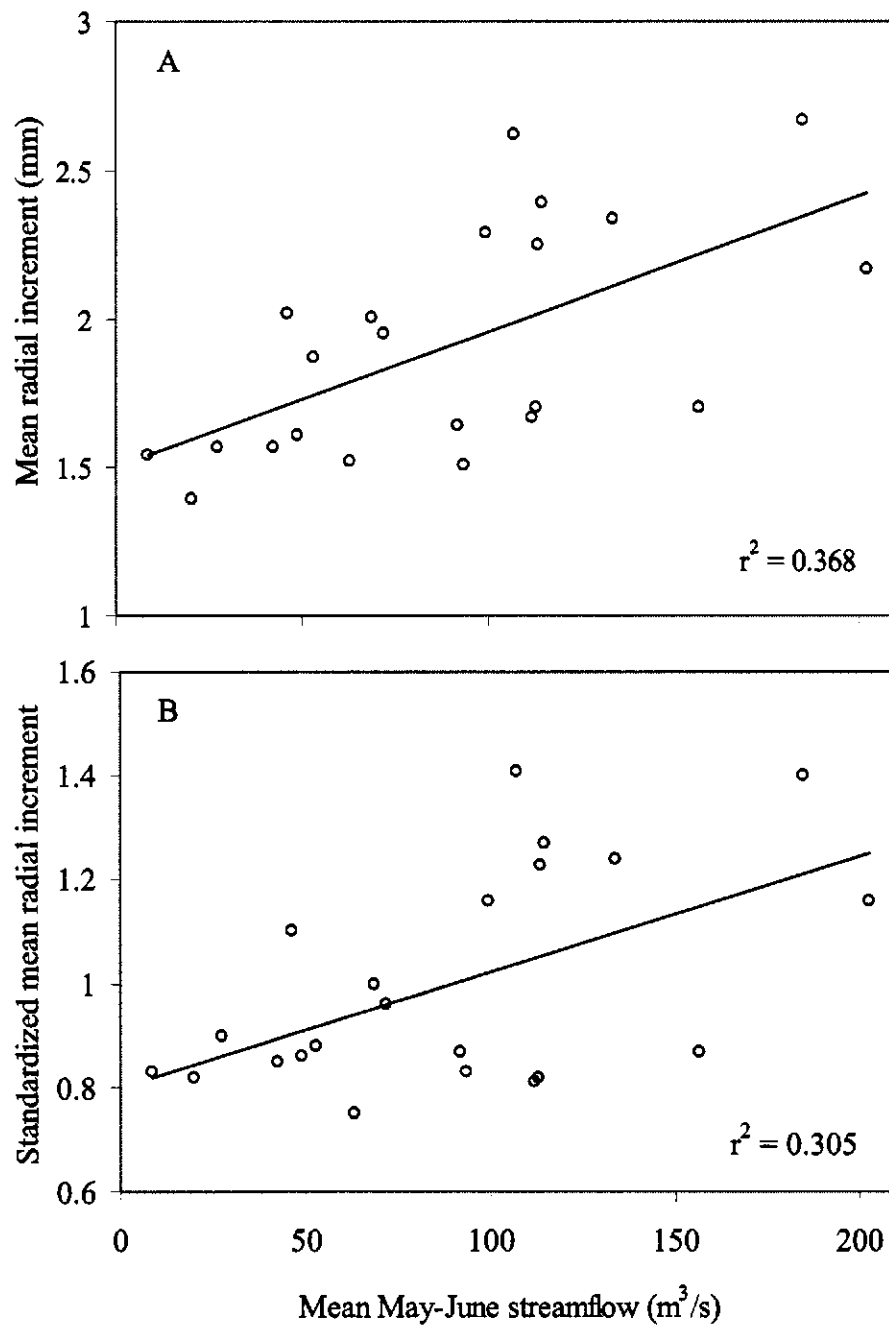 3
A
2.5
Mean radial increment (mm)
2
1.5
r² = 0.368
1
1.6
B
1.4
Standardized mean radial increment
1.2
1
0.8
r² = 0.305
0.6
0 50 100 150 200
Mean May-June streamflow (m³/s)